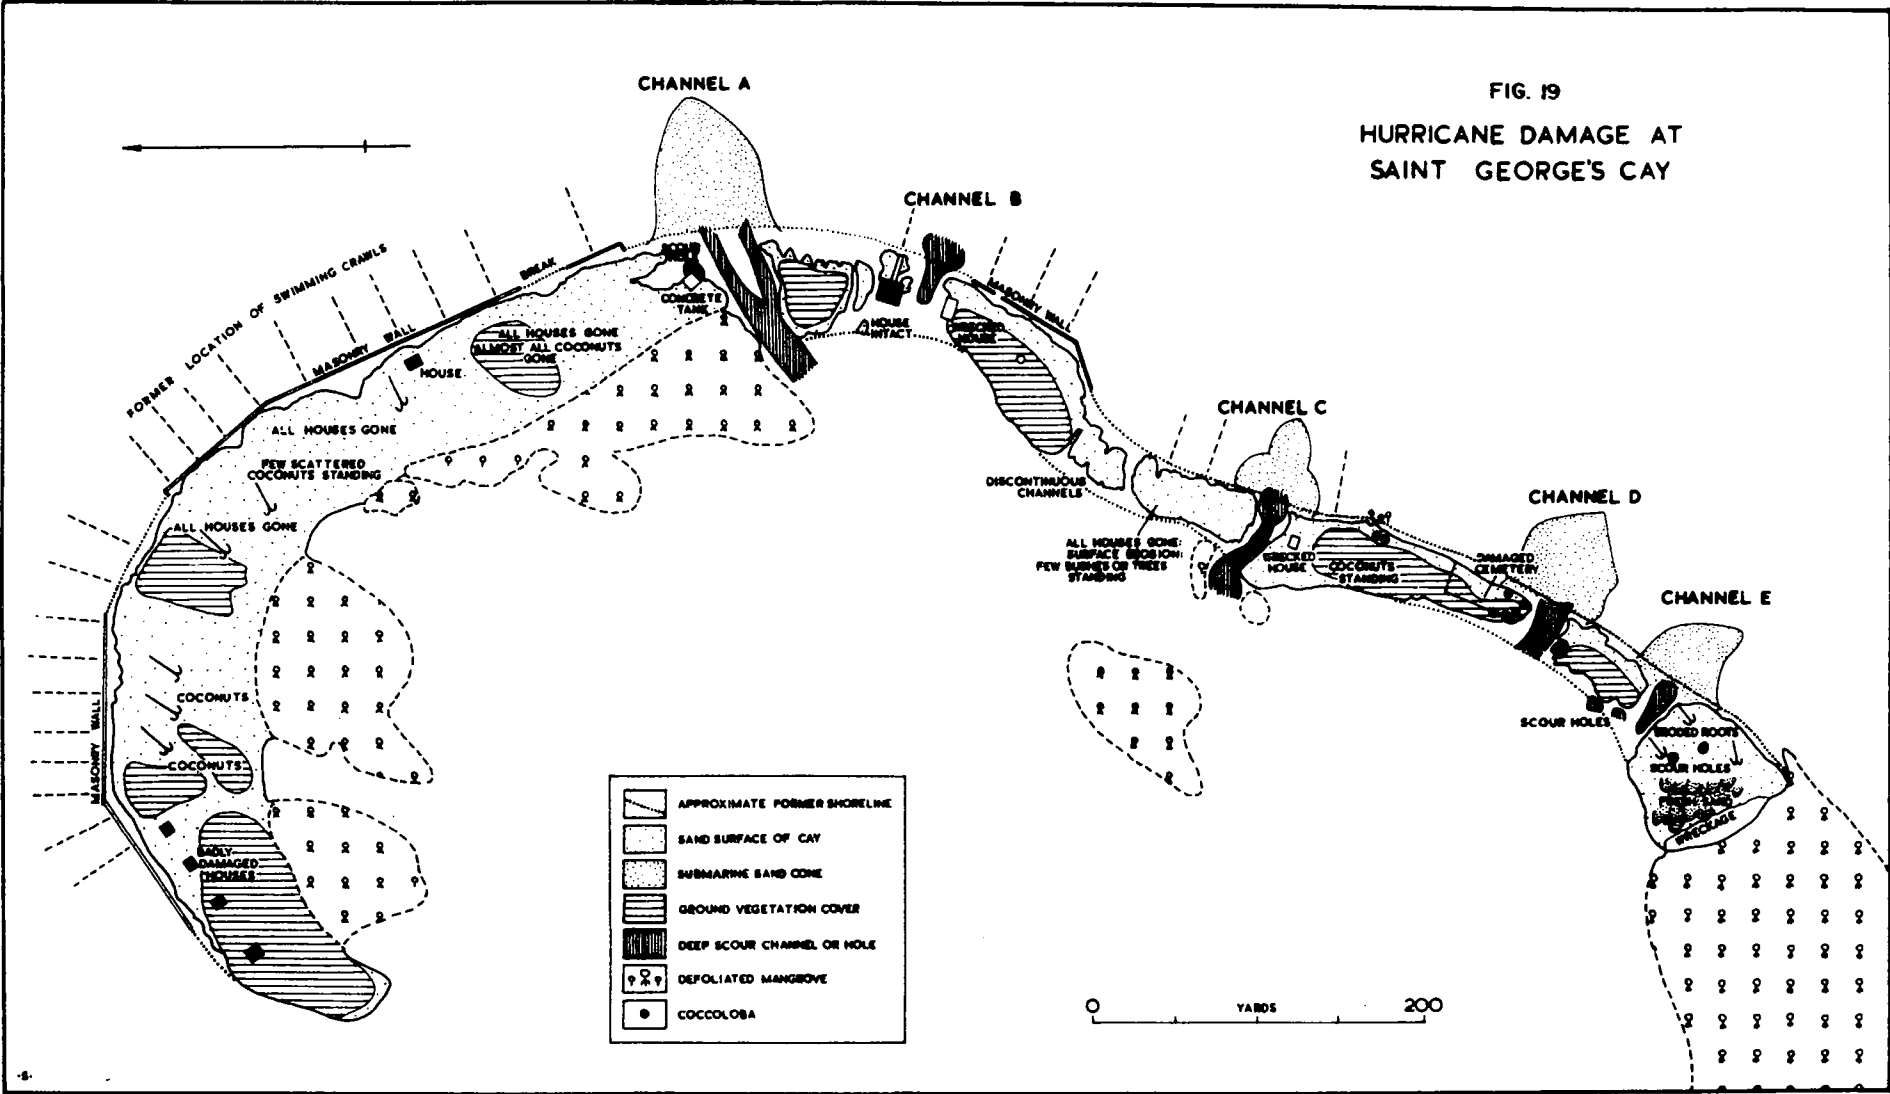 FIG. 19
HURRICANE DAMAGE AT
SAINT GEORGE'S CAY
CHANNEL A
CHANNEL B
CHANNEL C
CHANNEL D
CHANNEL E
FORMER LOCATION OF SWIMMING CRAWLS
MASONRY WALL
BREAK
CONCRETE
TANK
ALL HOUSES GONE
ALMOST ALL COCONUTS
GONE
HOUSE
ALL HOUSES GONE
FEW SCATTERED
COCONUTS STANDING
ALL HOUSES GONE
COCONUTS
COCONUTS
MASONRY WALL
BADLY
DAMAGED
HOUSES
HOUSE
INTACT
WRECKED
HOUSE
MASONRY WALL
DISCONTINUOUS
CHANNELS
ALL HOUSES GONE:
SURFACE EROSION:
FEW BUSHES OR TREES
STANDING
WRECKED
HOUSE
COCONUTS
STANDING
DAMAGED
CEMETERY
SCOUR HOLES
ERODED ROOTS
SCOUR HOLES
FRESH SAND
WRECKAGE
APPROXIMATE FORMER SHORELINE
SAND SURFACE OF CAY
SUBMARINE SAND CONE
GROUND VEGETATION COVER
DEEP SCOUR CHANNEL OR HOLE
DEFOLIATED MANGROVE
COCCOLOBA
0 YARDS 200
·S·